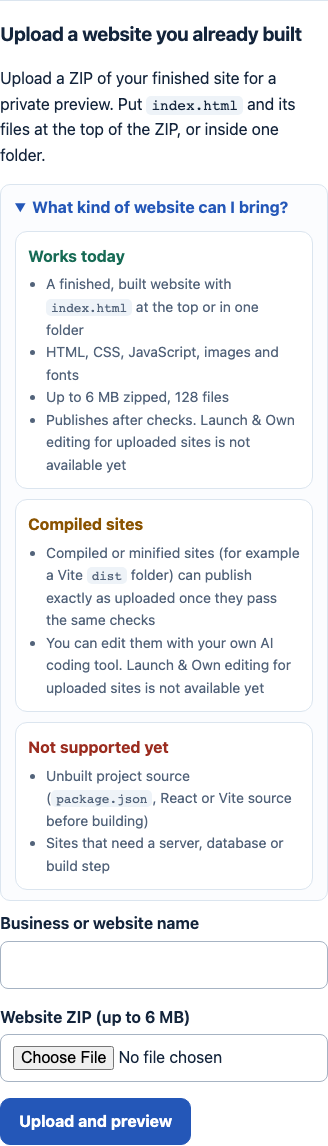 Upload a website you already built
Upload a ZIP of your finished site for a
private preview. Put index.html and its
files at the top of the ZIP, or inside one
folder.
▼ What kind of website can I bring?
Works today
• A finished, built website with
index.html at the top or in one
folder
• HTML, CSS, JavaScript, images and
fonts
• Up to 6 MB zipped, 128 files
• Publishes after checks. Launch & Own
editing for uploaded sites is not
available yet
Compiled sites
• Compiled or minified sites (for example
a Vite dist folder) can publish
exactly as uploaded once they pass
the same checks
• You can edit them with your own AI
coding tool. Launch & Own editing for
uploaded sites is not available yet
Not supported yet
• Unbuilt project source
(package.json, React or Vite source
before building)
• Sites that need a server, database or
build step
Business or website name
Website ZIP (up to 6 MB)
Choose File No file chosen
Upload and preview